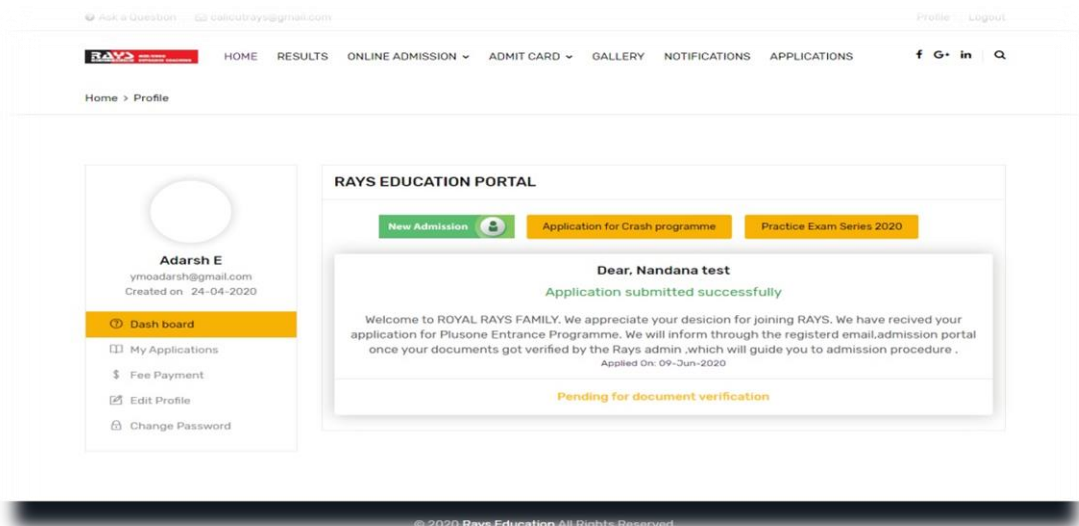 Ask a Question calicutrays@gmail.com Profile Logout
RAYS HOME RESULTS ONLINE ADMISSION ADMIT CARD GALLERY NOTIFICATIONS APPLICATIONS f G+ in
Home > Profile
RAYS EDUCATION PORTAL
New Admission Application for Crash programme Practice Exam Series 2020
Adarsh E
ymoadarsh@gmail.com
Created on 24-04-2020
Dash board
My Applications
$ Fee Payment
Edit Profile
Change Password
Dear, Nandana test
Application submitted successfully
Welcome to ROYAL RAYS FAMILY. We appreciate your desicion for joining RAYS. We have recived your
application for Plusone Entrance Programme. We will inform through the registerd email,admission portal
once your documents got verified by the Rays admin ,which will guide you to admission procedure .
Applied On: 09-Jun-2020
Pending for document verification
© 2020 Rays Education All Rights Reserved